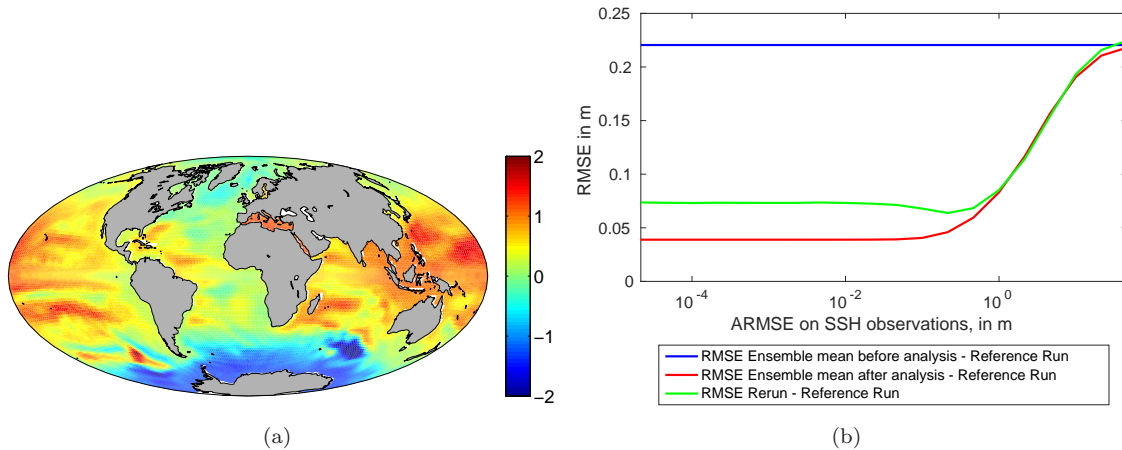 2
1
0
−1
−2
(a)
0.25
0.2
0.15
0.1
0.05
0
RMSE in m
10^-4
10^-2
10^0
ARMSE on SSH observations, in m
RMSE Ensemble mean before analysis - Reference Run
RMSE Ensemble mean after analysis - Reference Run
RMSE Rerun - Reference Run
(b)